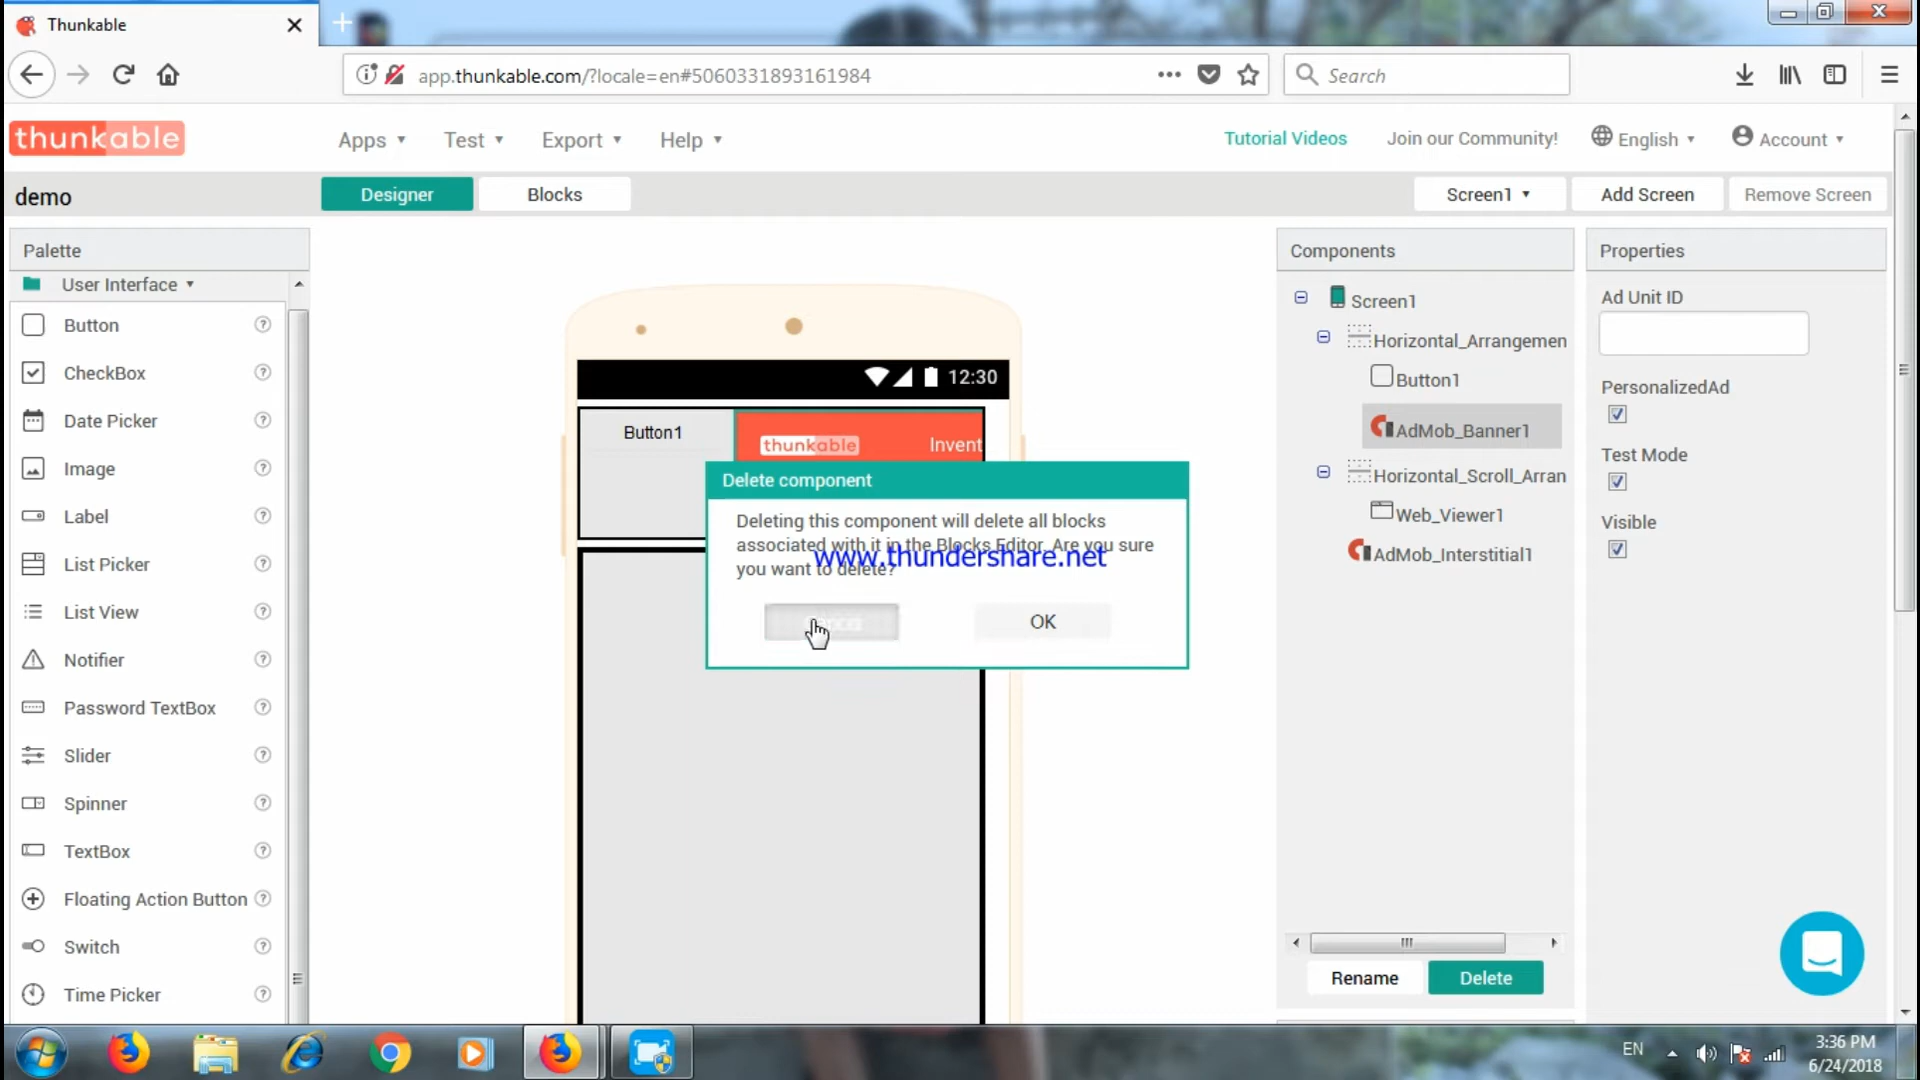 Thunkable
app.thunkable.com/?locale=en#5060331893161984
Search
thunkable
Apps
Test
Export
Help
Tutorial Videos
Join our Community!
English
Account
demo
Designer
Blocks
Screen1
Add Screen
Remove Screen
Palette
User Interface
Button
CheckBox
Date Picker
Image
Label
List Picker
List View
Notifier
Password TextBox
Slider
Spinner
TextBox
Floating Action Button
Switch
Time Picker
12:30
Button1
thunkable
Invent
Delete component
Deleting this component will delete all blocks
associated with it in the Blocks Editor. Are you sure
you want to delete?
www.thundershare.net
OK
Components
Screen1
Horizontal_Arrangemen
Button1
AdMob_Banner1
Horizontal_Scroll_Arran
Web_Viewer1
AdMob_Interstitial1
Rename
Delete
Properties
Ad Unit ID
PersonalizedAd
Test Mode
Visible
EN
3:36 PM
6/24/2018